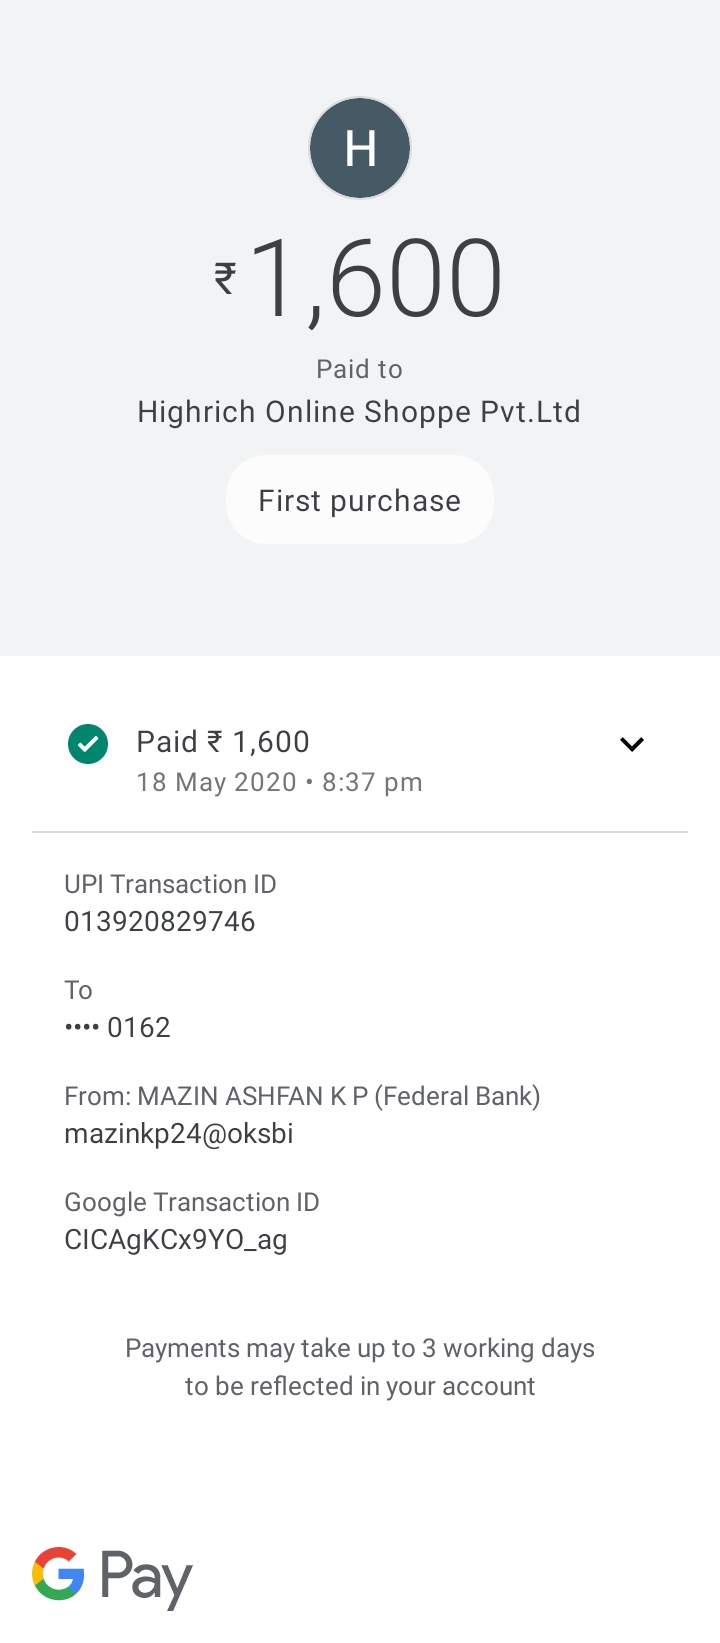 H
₹1,600
Paid to
Highrich Online Shoppe Pvt.Ltd
First purchase
Paid ₹ 1,600
18 May 2020 • 8:37 pm
UPI Transaction ID
013920829746
To
•••• 0162
From: MAZIN ASHFAN K P (Federal Bank)
mazinkp24@oksbi
Google Transaction ID
CICAgKCx9YO_ag
Payments may take up to 3 working days
to be reflected in your account
G Pay